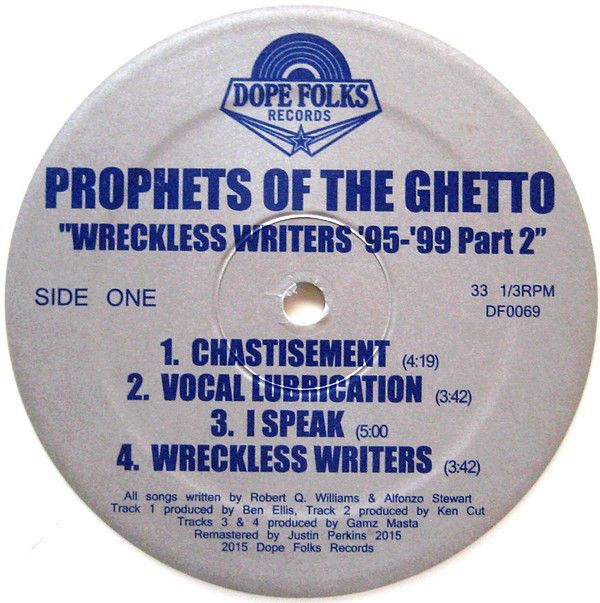 DOPE FOLKS
RECORDS
PROPHETS OF THE GHETTO
"WRECKLESS WRITERS '95-'99 Part 2"
SIDE ONE
33 1/3RPM
DF0069
1. CHASTISEMENT (4:19)
2. VOCAL LUBRICATION (3:42)
3. I SPEAK (5:00
4. WRECKLESS WRITERS (3:42)
All songs written by Robert Q. Williams & Alfonzo Stewart
Track 1 produced by Ben Ellis, Track 2 produced by Ken Cut
Tracks 3 & 4 produced by Gamz Masta
Remastered by Justin Perkins 2015
2015 Dope Folks Records